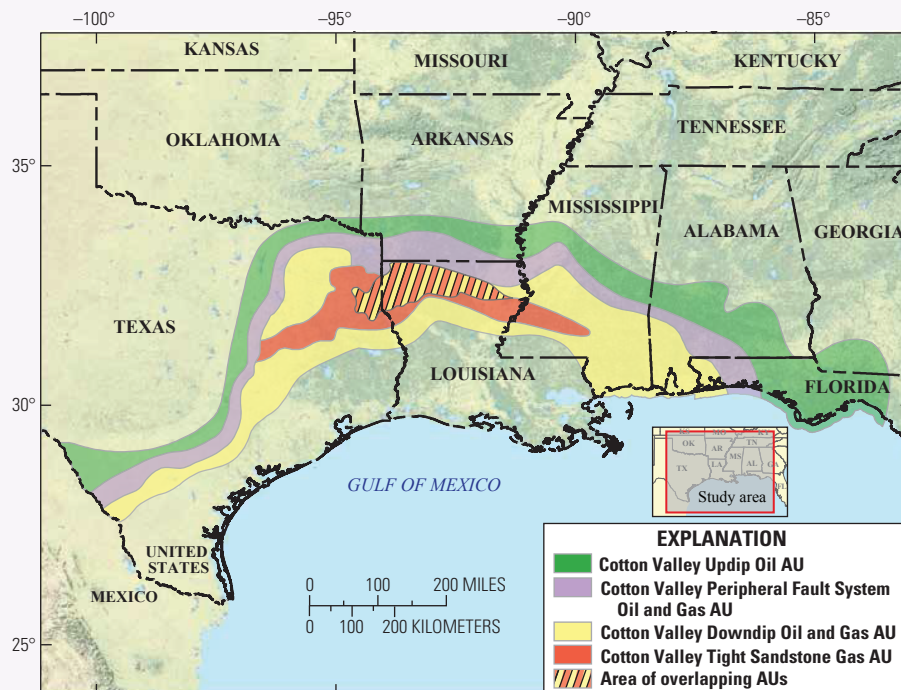 −100° −95° −90° −85°
KANSAS
MISSOURI
KENTUCKY
OKLAHOMA
ARKANSAS
TENNESSEE
35°
MISSISSIPPI
ALABAMA
GEORGIA
TEXAS
LOUISIANA
FLORIDA
30°
GULF OF MEXICO
MO
OK
AR
TN
TX
LA
MS
AL
GA
FL
Study area
UNITED
STATES
MEXICO
0 100 200 MILES
0 100 200 KILOMETERS
25°
EXPLANATION
Cotton Valley Updip Oil AU
Cotton Valley Peripheral Fault System
Oil and Gas AU
Cotton Valley Downdip Oil and Gas AU
Cotton Valley Tight Sandstone Gas AU
Area of overlapping AUs